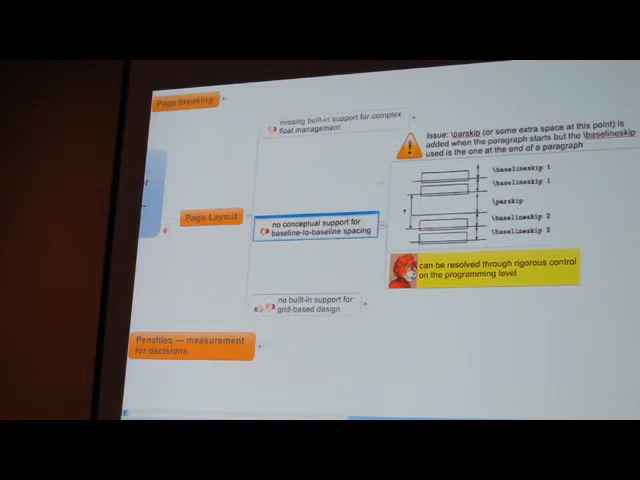 Page Breaking
missing built-in support for complex
float management
Issue: \parskip (or some extra space at this point) is
added when the paragraph starts but the \baselineskip
used is the one at the end of a paragraph
\baselineskip 1
\baselineskip 1
\parskip
?
\baselineskip 2
\baselineskip 2
or
Page Layout
no conceptual support for
baseline-to-baseline spacing
can be resolved through rigorous control
on the programming level
no built-in support for
grid-based design
Penalties — measurement
for decisions